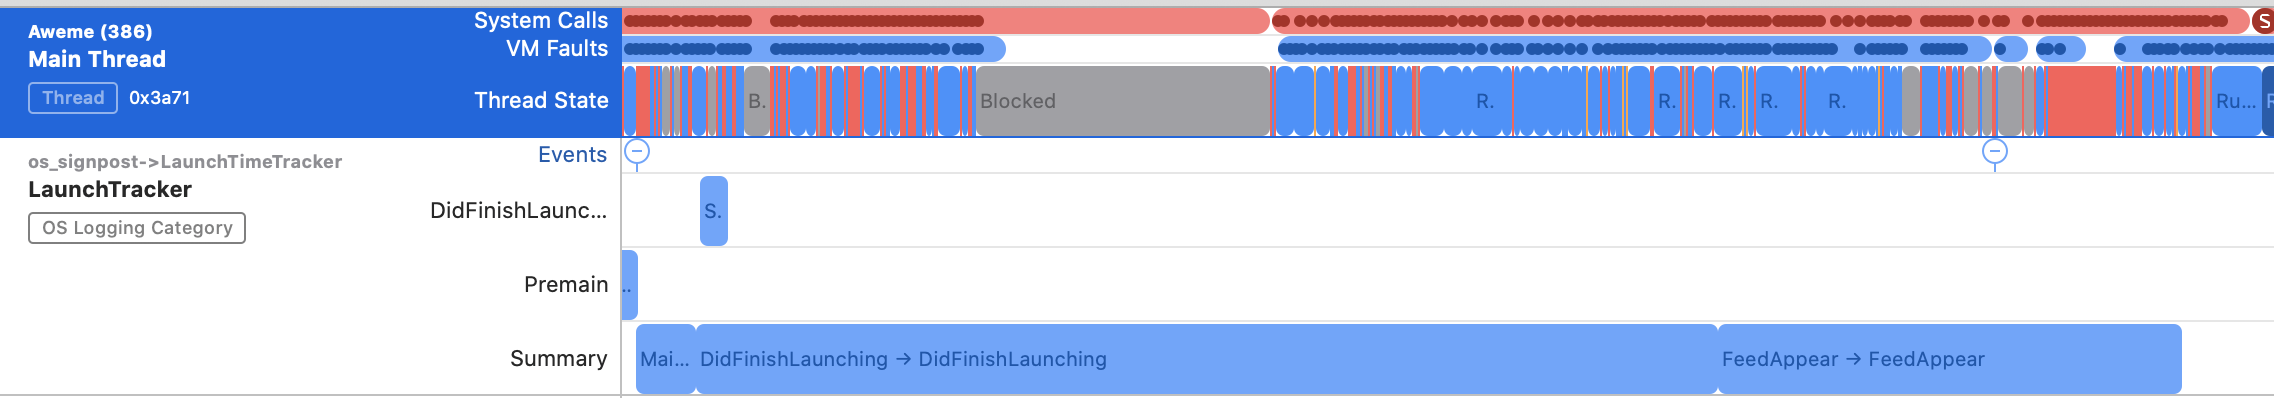 System Calls
S
Aweme (386)
VM Faults
Main Thread
Thread 0x3a71
Thread State
B.
Blocked
R.
R.
R.
R.
R.
Ru...
R
Events
os_signpost->LaunchTimeTracker
LaunchTracker
OS Logging Category
DidFinishLaunc...
S.
Premain
..
Summary
Mai...
DidFinishLaunching → DidFinishLaunching
FeedAppear → FeedAppear